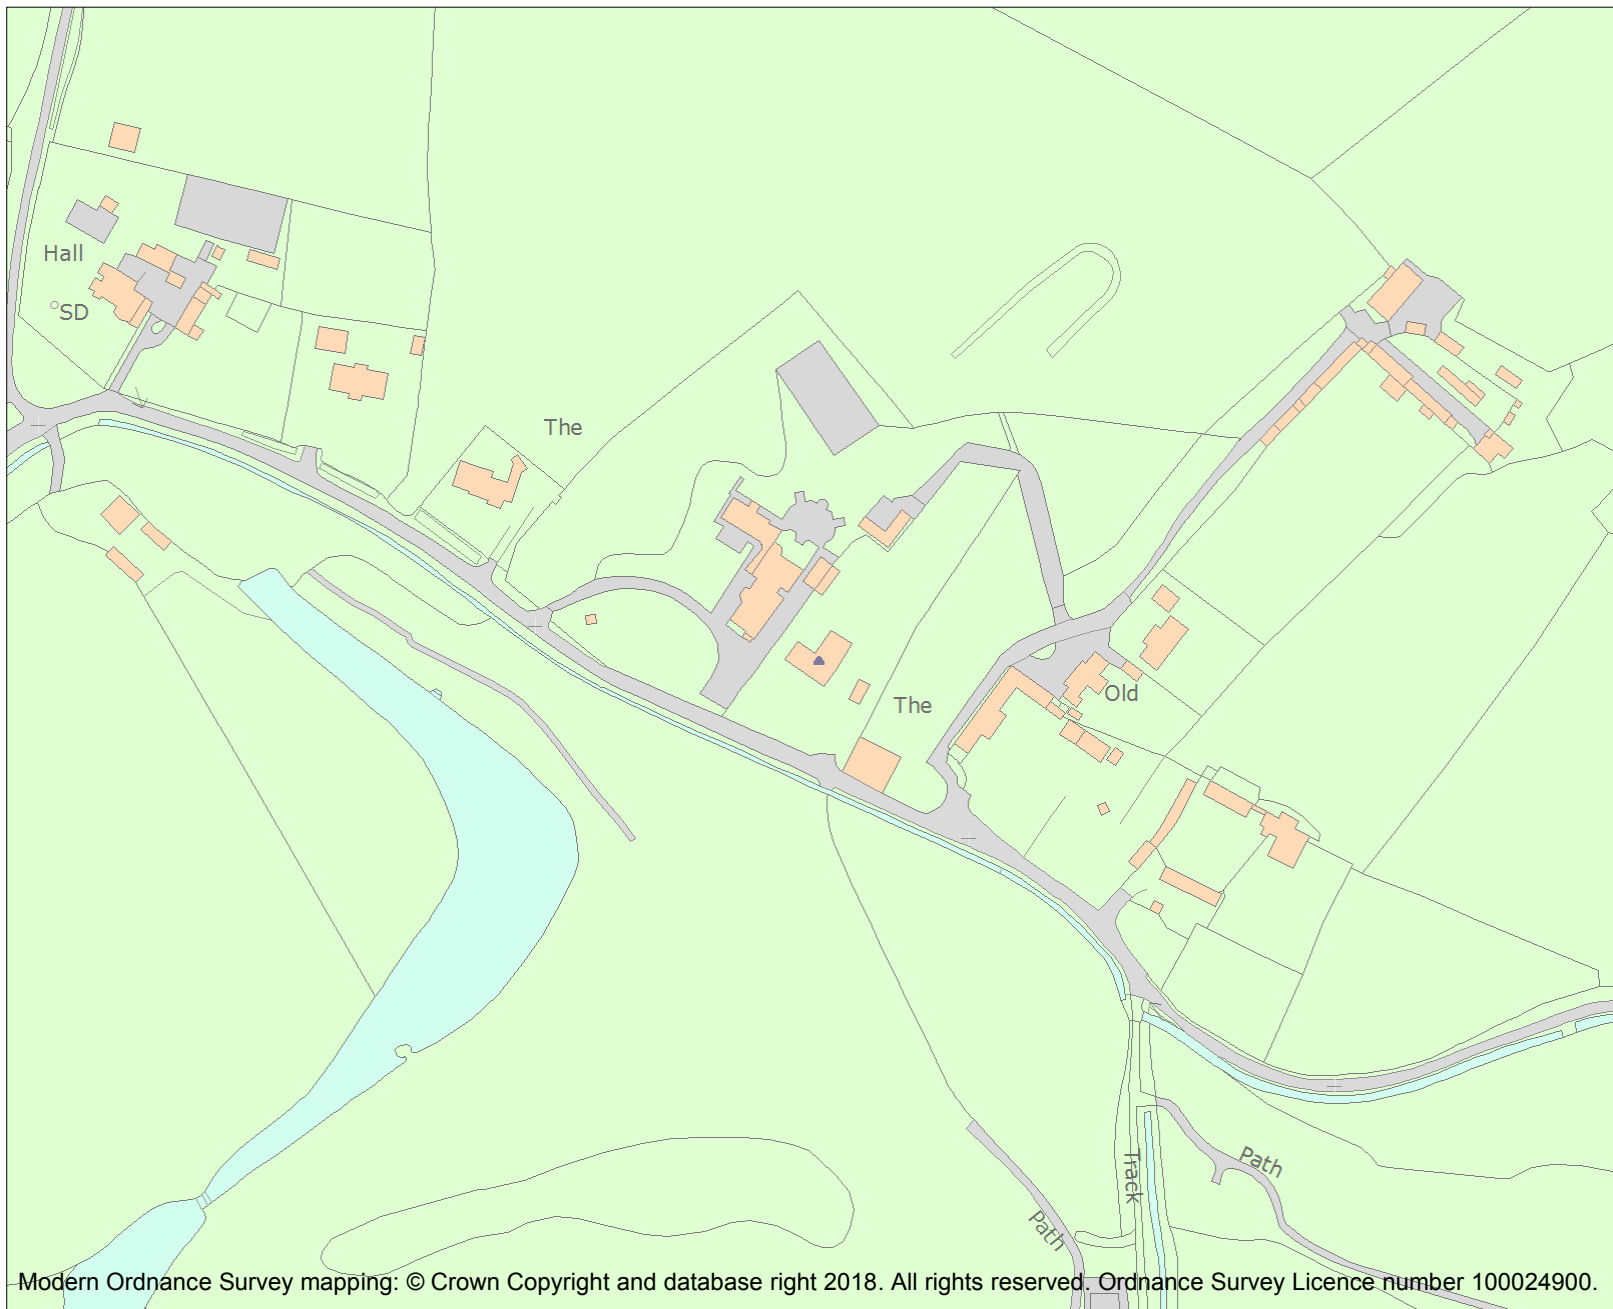 Hall
SD
The
The
Old
Path
Track
Path
Modern Ordnance Survey mapping: © Crown Copyright and database right 2018. All rights reserved. Ordnance Survey Licence number 100024900.